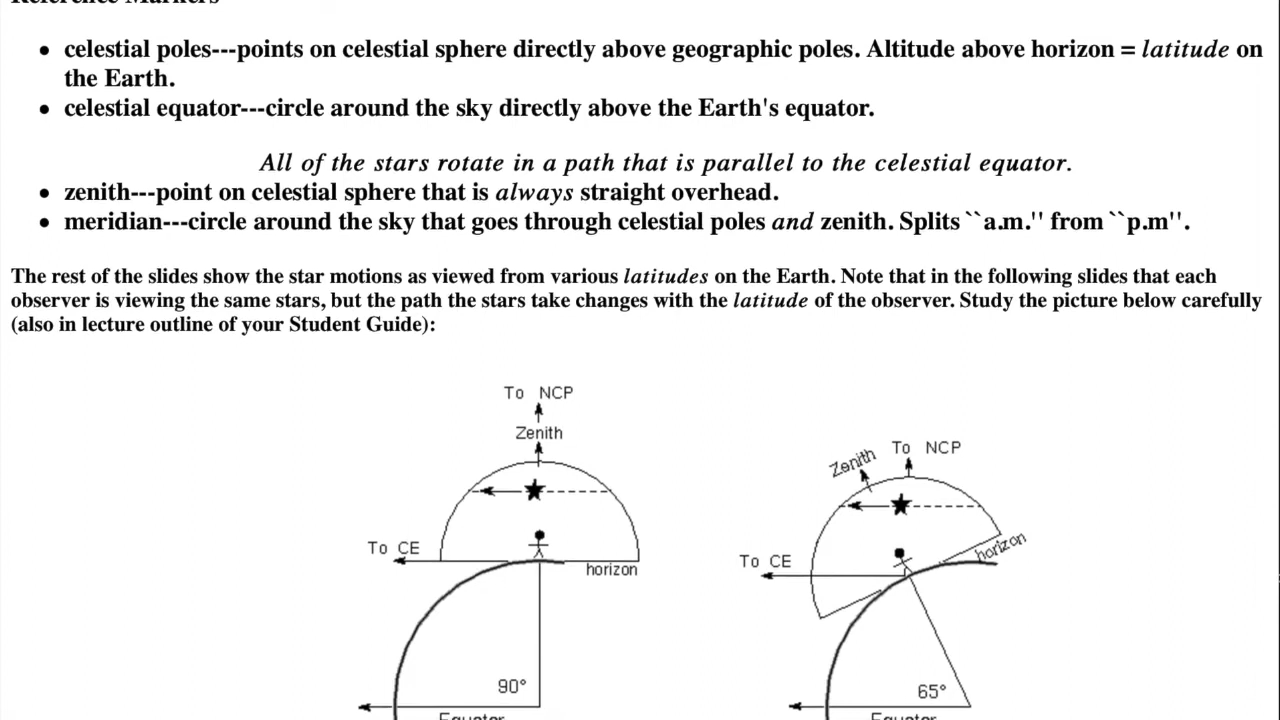 Reference Markers
• celestial poles---points on celestial sphere directly above geographic poles. Altitude above horizon = latitude on
the Earth.
• celestial equator---circle around the sky directly above the Earth's equator.
All of the stars rotate in a path that is parallel to the celestial equator.
• zenith---point on celestial sphere that is always straight overhead.
• meridian---circle around the sky that goes through celestial poles and zenith. Splits ``a.m.'' from ``p.m''.
The rest of the slides show the star motions as viewed from various latitudes on the Earth. Note that in the following slides that each
observer is viewing the same stars, but the path the stars take changes with the latitude of the observer. Study the picture below carefully
(also in lecture outline of your Student Guide):
To NCP
Zenith
To CE
horizon
90°
Equator
To NCP
Zenith
To CE
horizon
65°
Equator